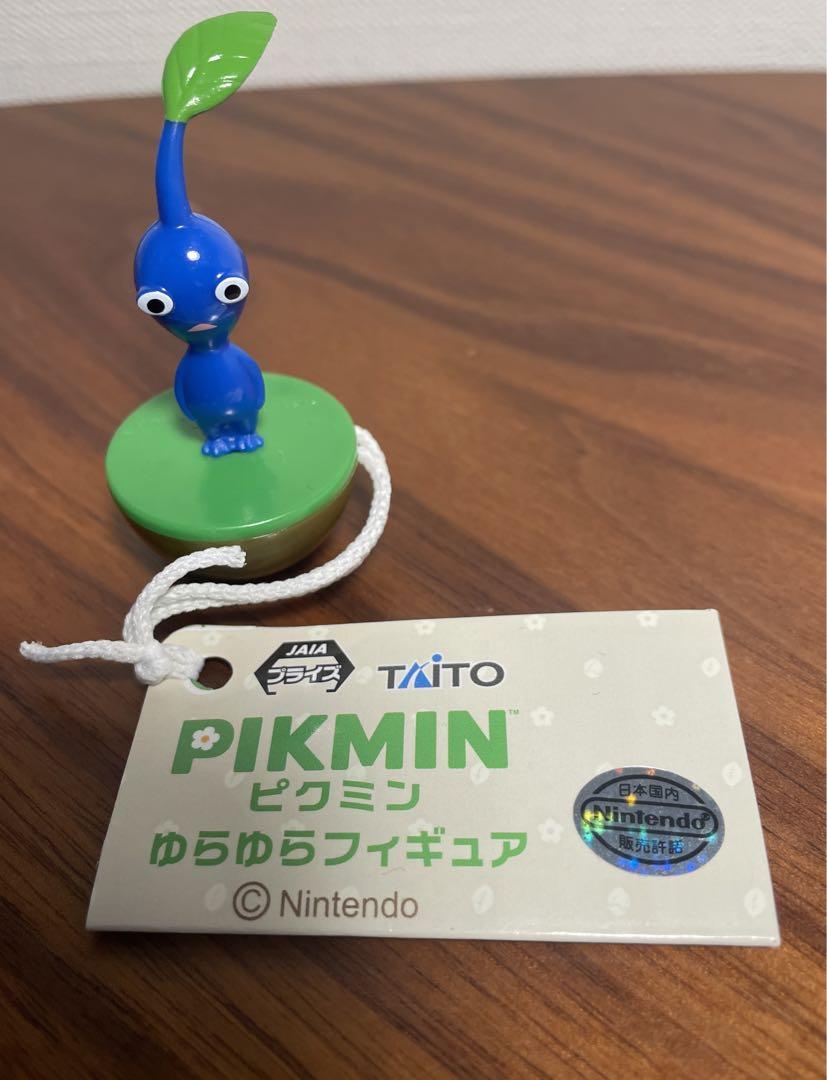 JAIA
プライズ
TAITO
PIKMIN™
ピクミン
ゆらゆらフィギュア
© Nintendo
日本国内
Nintendo®
販売許諾